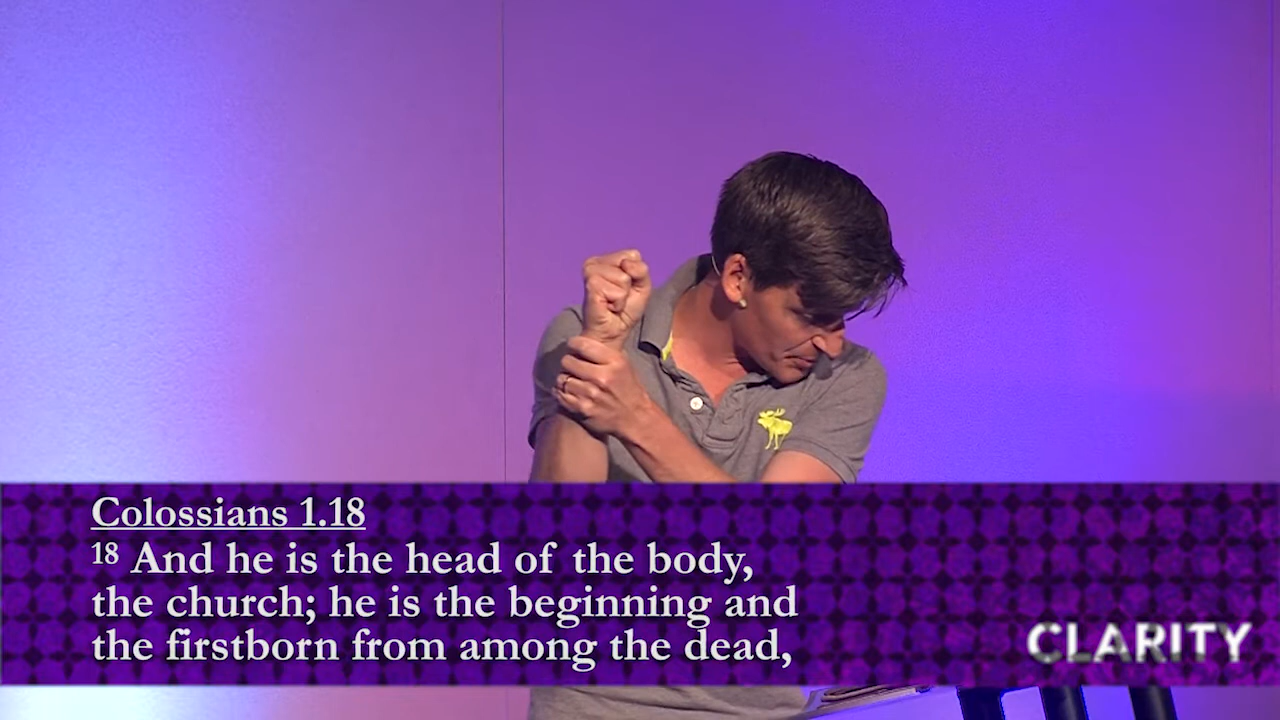 Colossians 1.18
18 And he is the head of the body,
the church; he is the beginning and
the firstborn from among the dead,
CLARITY